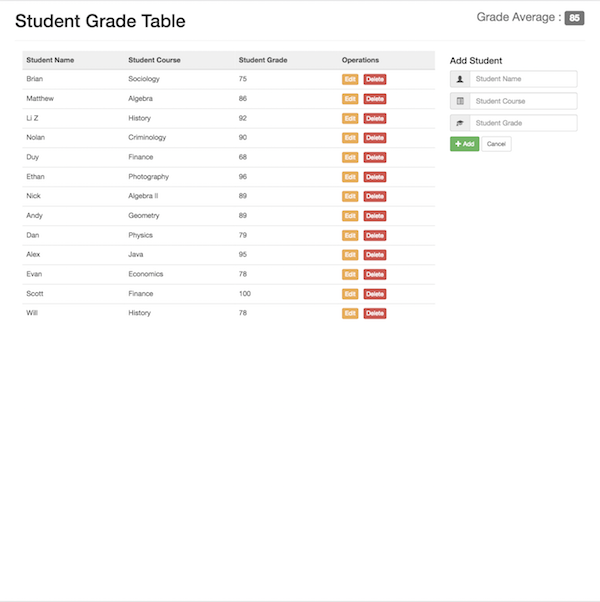 Student Grade Table
Grade Average : 85
Student Name Student Course Student Grade Operations
Brian Sociology 75 Edit Delete
Matthew Algebra 86 Edit Delete
Li Z History 92 Edit Delete
Nolan Criminology 90 Edit Delete
Duy Finance 68 Edit Delete
Ethan Photography 96 Edit Delete
Nick Algebra II 89 Edit Delete
Andy Geometry 89 Edit Delete
Dan Physics 79 Edit Delete
Alex Java 95 Edit Delete
Evan Economics 78 Edit Delete
Scott Finance 100 Edit Delete
Will History 78 Edit Delete
Add Student
Student Name
Student Course
Student Grade
Add Cancel